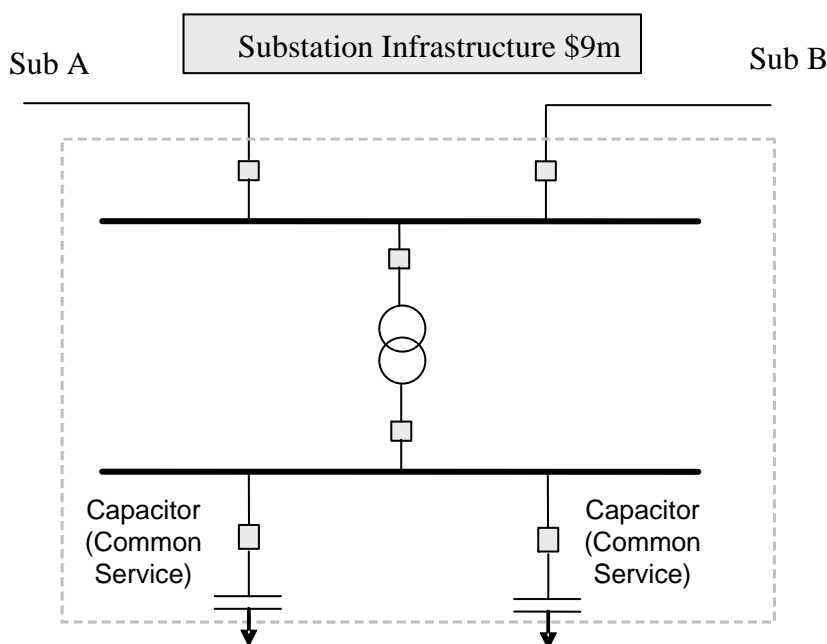 Substation Infrastructure $9m
Sub A
Sub B
Capacitor
(Common
Service)
Capacitor
(Common
Service)